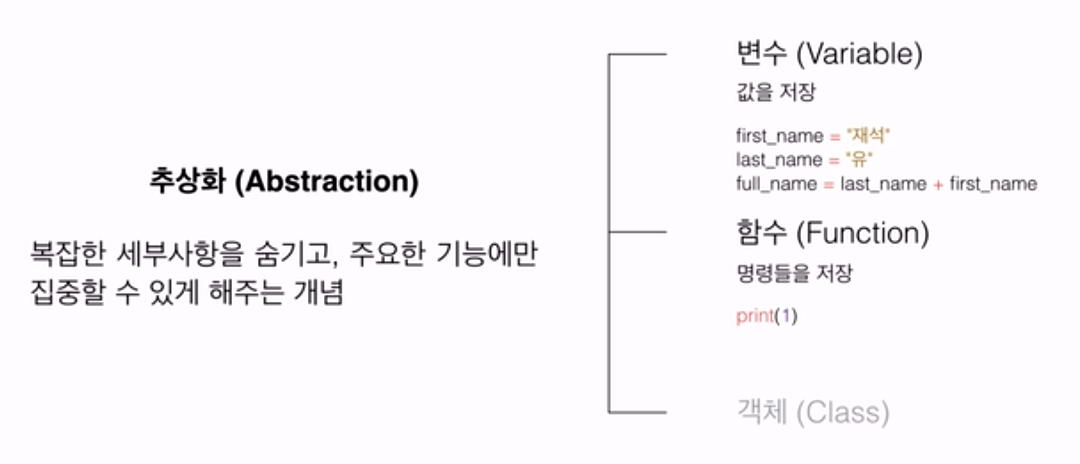 추상화 (Abstraction)
복잡한 세부사항을 숨기고, 주요한 기능에만
집중할 수 있게 해주는 개념
변수 (Variable)
값을 저장
first_name = "재석"
last_name = "유"
full_name = last_name + first_name
함수 (Function)
명령들을 저장
print(1)
객체 (Class)